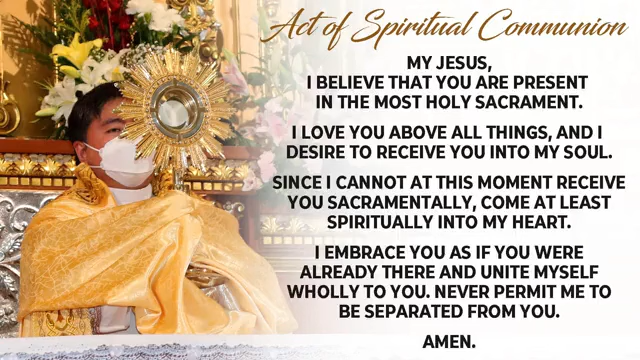 Act of Spiritual Communion
MY JESUS,
I BELIEVE THAT YOU ARE PRESENT
IN THE MOST HOLY SACRAMENT.
I LOVE YOU ABOVE ALL THINGS, AND I
DESIRE TO RECEIVE YOU INTO MY SOUL.
SINCE I CANNOT AT THIS MOMENT RECEIVE
YOU SACRAMENTALLY, COME AT LEAST
SPIRITUALLY INTO MY HEART.
I EMBRACE YOU AS IF YOU WERE
ALREADY THERE AND UNITE MYSELF
WHOLLY TO YOU. NEVER PERMIT ME TO
BE SEPARATED FROM YOU.
AMEN.